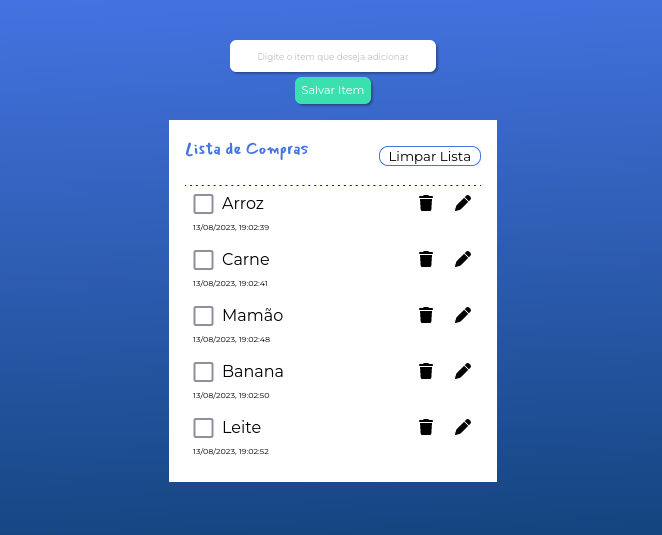 Digite o item que deseja adicionar
Salvar Item
Lista de Compras
Limpar Lista
Arroz
13/08/2023, 19:02:39
Carne
13/08/2023, 19:02:41
Mamão
13/08/2023, 19:02:48
Banana
13/08/2023, 19:02:50
Leite
13/08/2023, 19:02:52